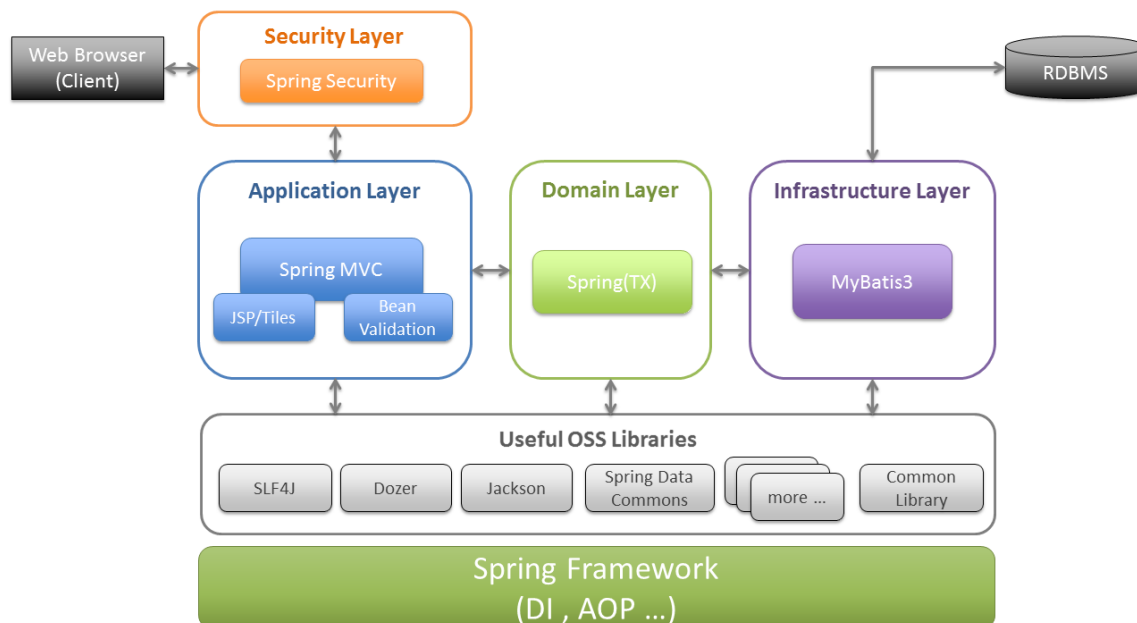 Security Layer
Web Browser
(Client)
Spring Security
RDBMS
Application Layer
Domain Layer
Infrastructure Layer
Spring MVC
Spring(TX)
MyBatis3
JSP/Tiles
Bean
Validation
Useful OSS Libraries
SLF4J
Dozer
Jackson
Spring Data
Commons
more ...
Common
Library
Spring Framework
(DI , AOP ...)